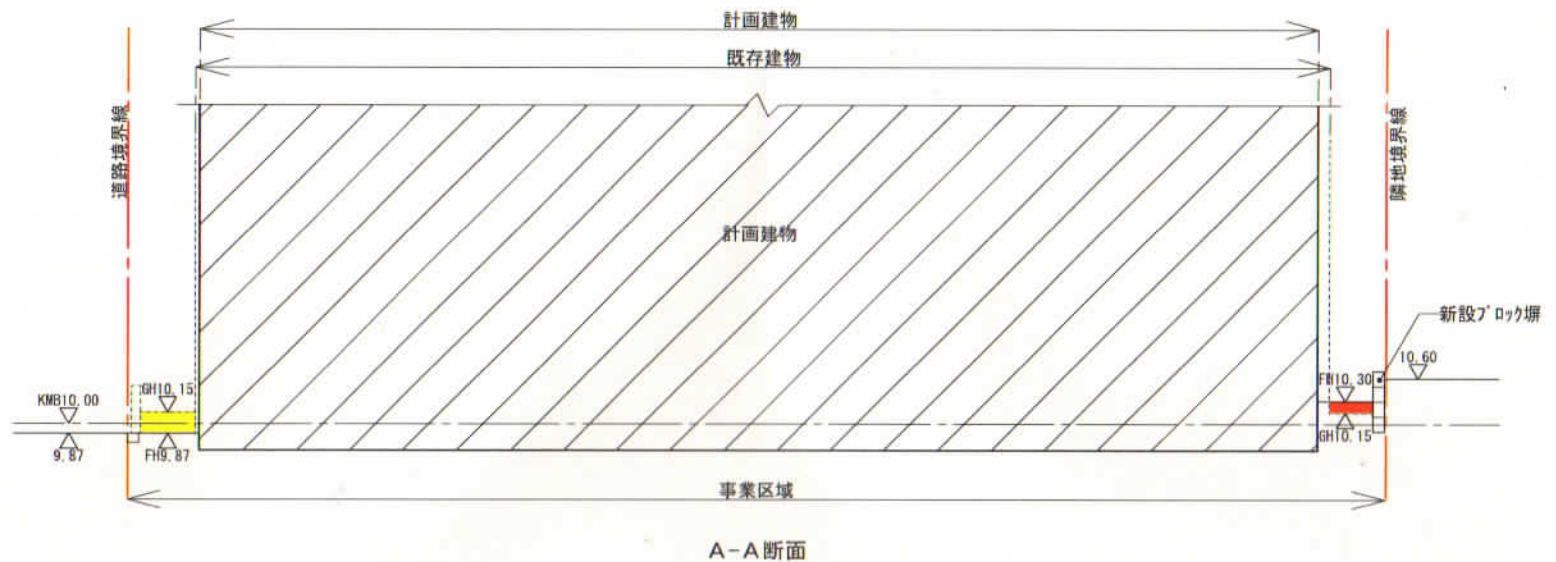 計画建物
既存建物
道路境界線
隣地境界線
計画建物
新設ブロック塀
10.60
GH10.15
FH10.30
KMB10.00
9.87
FH9.87
GH10.15
事業区域
A-A断面